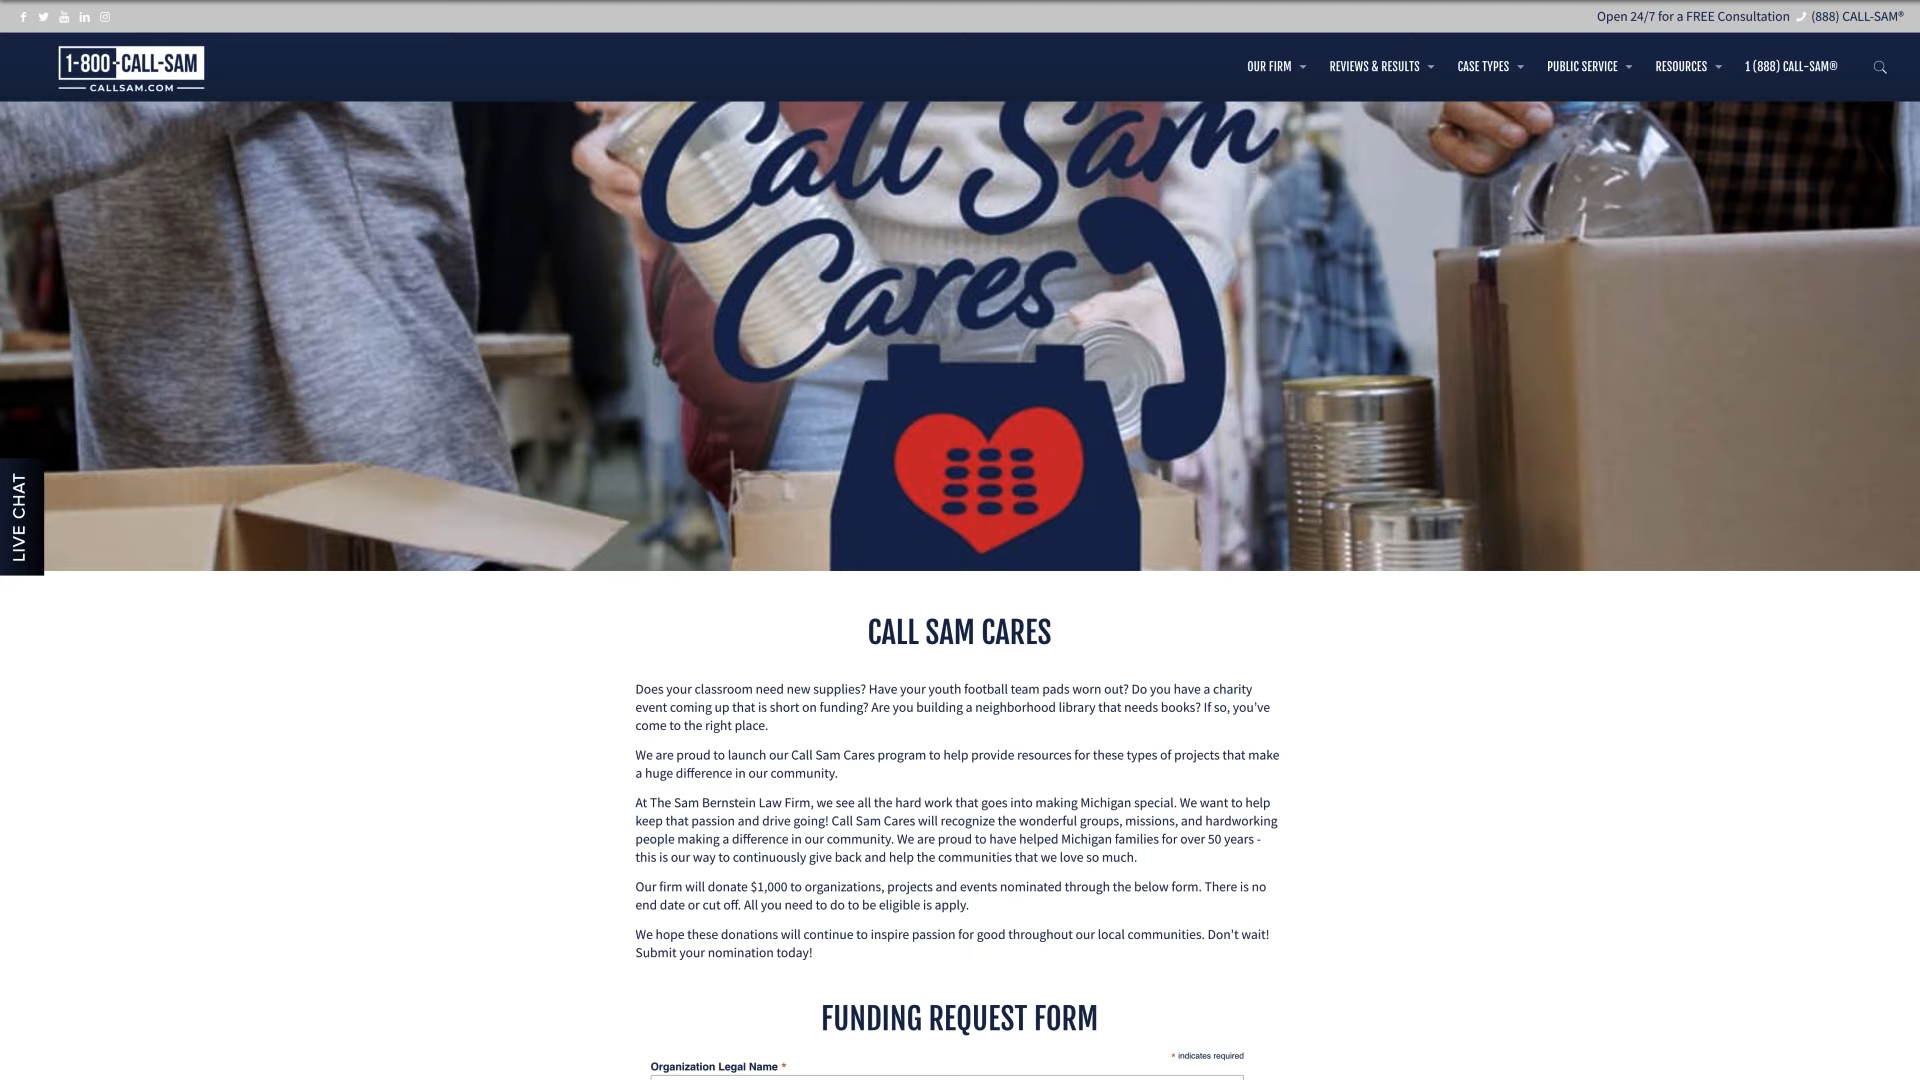 Open 24/7 for a FREE Consultation (888) CALL-SAM®
1-800-CALL-SAM
CALLSAM.COM
OUR FIRM
REVIEWS & RESULTS
CASE TYPES
PUBLIC SERVICE
RESOURCES
1 (888) CALL-SAM®
Call Sam
Cares
LIVE CHAT
CALL SAM CARES
Does your classroom need new supplies? Have your youth football team pads worn out? Do you have a charity
event coming up that is short on funding? Are you building a neighborhood library that needs books? If so, you've
come to the right place.
We are proud to launch our Call Sam Cares program to help provide resources for these types of projects that make
a huge difference in our community.
At The Sam Bernstein Law Firm, we see all the hard work that goes into making Michigan special. We want to help
keep that passion and drive going! Call Sam Cares will recognize the wonderful groups, missions, and hardworking
people making a difference in our community. We are proud to have helped Michigan families for over 50 years -
this is our way to continuously give back and help the communities that we love so much.
Our firm will donate $1,000 to organizations, projects and events nominated through the below form. There is no
end date or cut off. All you need to do to be eligible is apply.
We hope these donations will continue to inspire passion for good throughout our local communities. Don't wait!
Submit your nomination today!
FUNDING REQUEST FORM
* indicates required
Organization Legal Name *